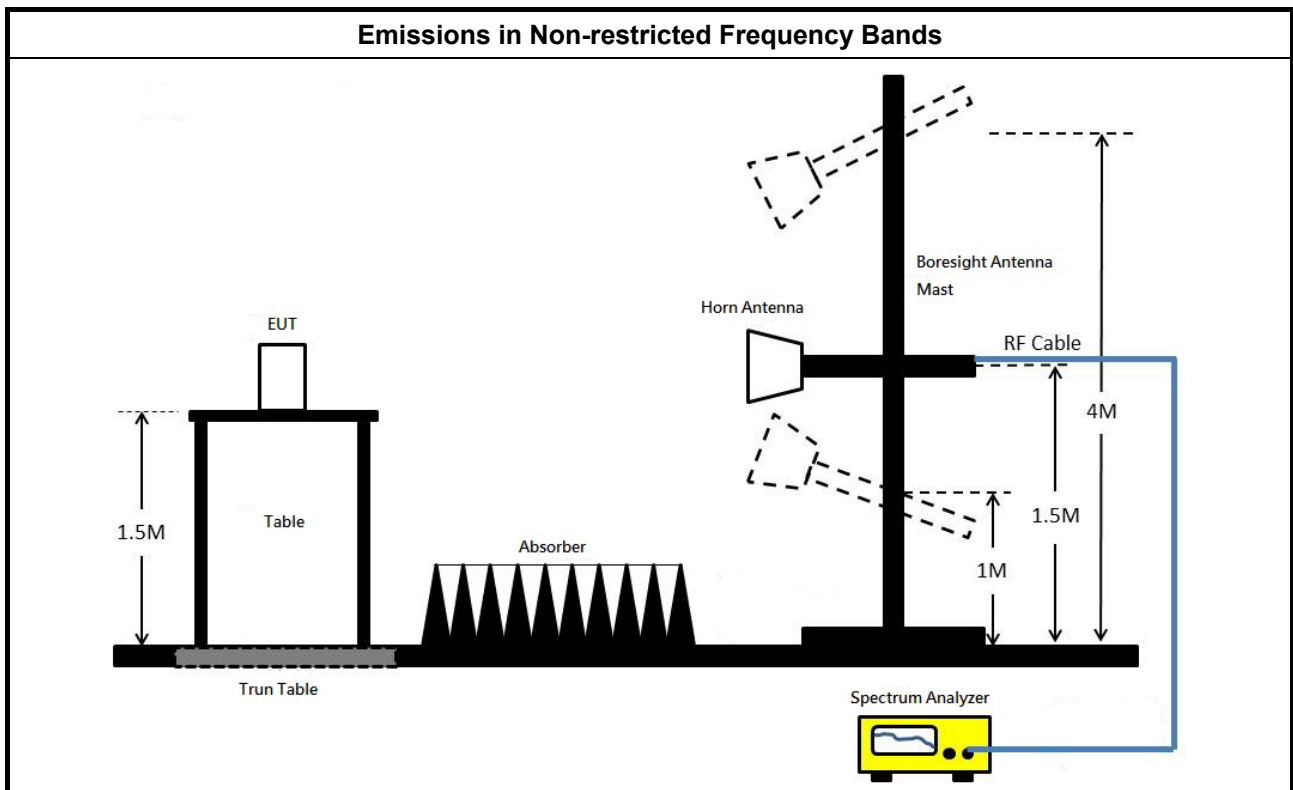 Emissions in Non-restricted Frequency Bands
Boresight Antenna
Mast
Horn Antenna
EUT
RF Cable
4M
1.5M
Table
1.5M
Absorber
1M
Trun Table
Spectrum Analyzer